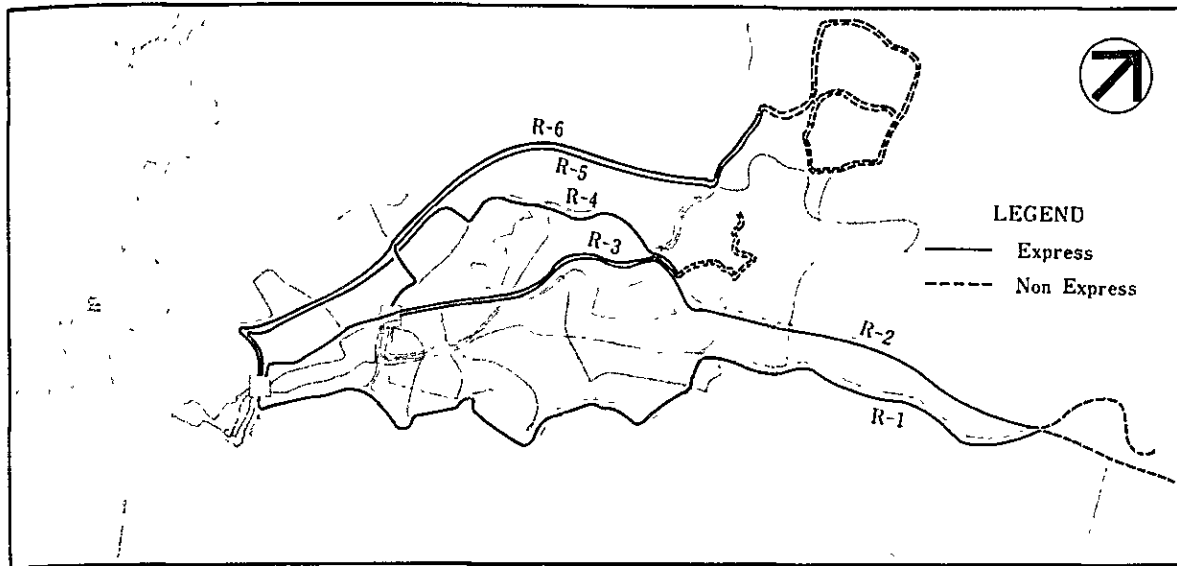 R-6
R-5
R-4
R-3
LEGEND
Express
Non Express
R-2
R-1